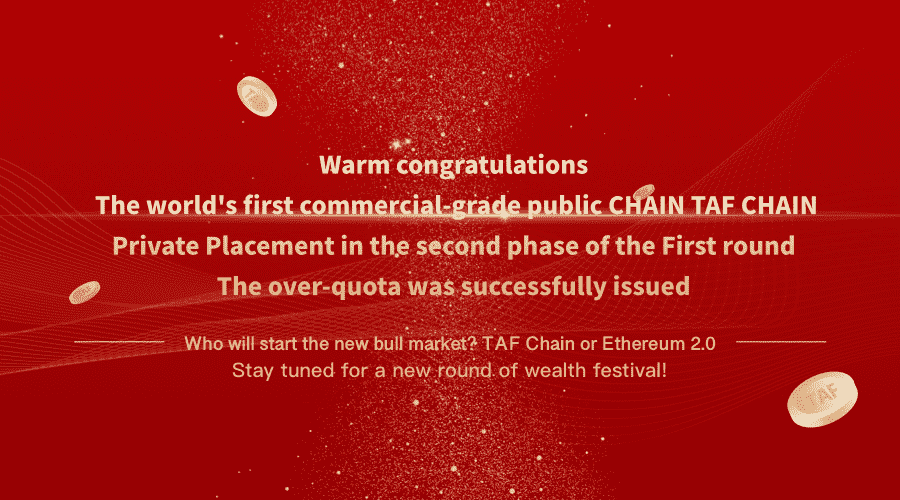 Warm congratulations
The world's first commercial-grade public CHAIN TAF CHAIN
Private Placement in the second phase of the First round
The over-quota was successfully issued
Who will start the new bull market? TAF Chain or Ethereum 2.0
Stay tuned for a new round of wealth festival!
TAF